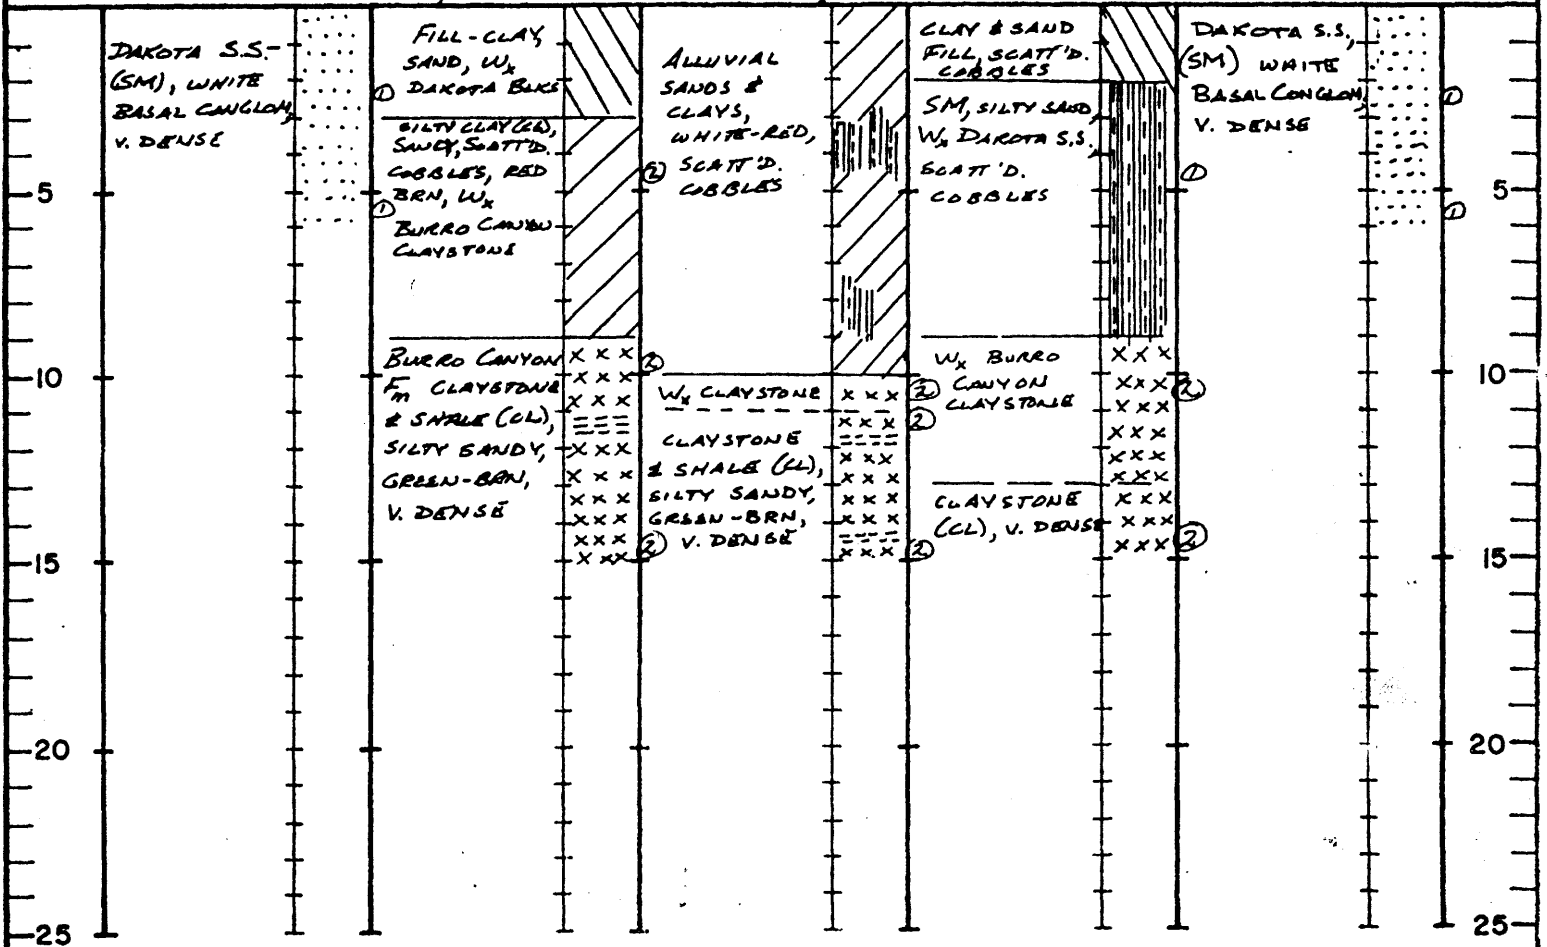 DAKOTA S.S.-
(SM), WHITE
BASAL CONGLOM,
V. DENSE
FILL-CLAY,
SAND, Wx
DAKOTA BLKS
①
SILTY CLAY (CL),
SANDY, SCATT'D.
COBBLES, RED
BRN, Wx
①
BURRO CANYON
CLAYSTONE
BURRO CANYON
Fm CLAYSTONE
& SHALE (CL),
SILTY SANDY,
GREEN-BRN,
V. DENSE
ALLUVIAL
SANDS &
CLAYS,
WHITE-RED,
② SCATT'D.
COBBLES
②
Wx CLAYSTONE
CLAYSTONE
& SHALE (CL),
SILTY SANDY,
GREEN-BRN,
② V. DENSE
CLAY & SAND
FILL, SCATT'D.
COBBLES
SM, SILTY SAND,
Wx DAKOTA S.S.,
SCATT'D.
COBBLES
Wx BURRO
② CANYON
CLAYSTONE
②
CLAYSTONE
(CL), V. DENSE
②
DAKOTA S.S.,
(SM) WHITE
BASAL CONGLOM,
V. DENSE
①
②
②
①
①
5
10
15
20
25
5
10
15
20
25